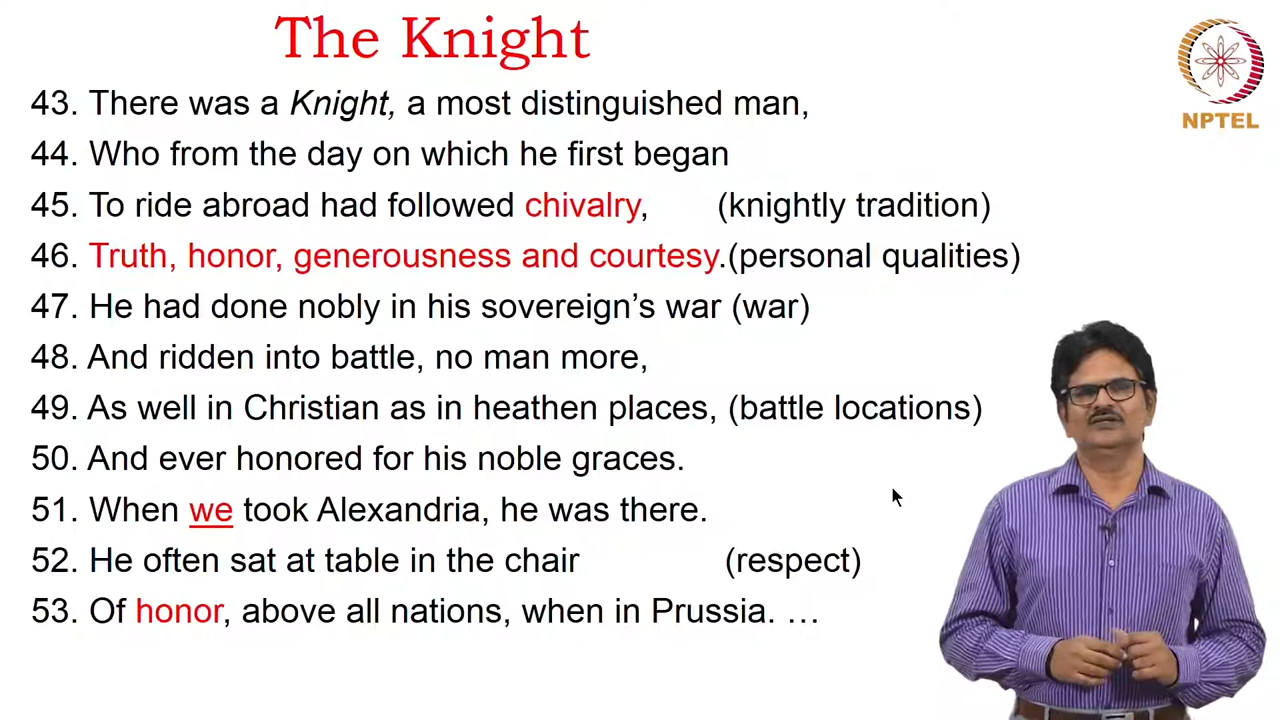 The Knight
NPTEL
43. There was a Knight, a most distinguished man,
44. Who from the day on which he first began
45. To ride abroad had followed chivalry, (knightly tradition)
46. Truth, honor, generousness and courtesy.(personal qualities)
47. He had done nobly in his sovereign’s war (war)
48. And ridden into battle, no man more,
49. As well in Christian as in heathen places, (battle locations)
50. And ever honored for his noble graces.
51. When we took Alexandria, he was there.
52. He often sat at table in the chair (respect)
53. Of honor, above all nations, when in Prussia. …